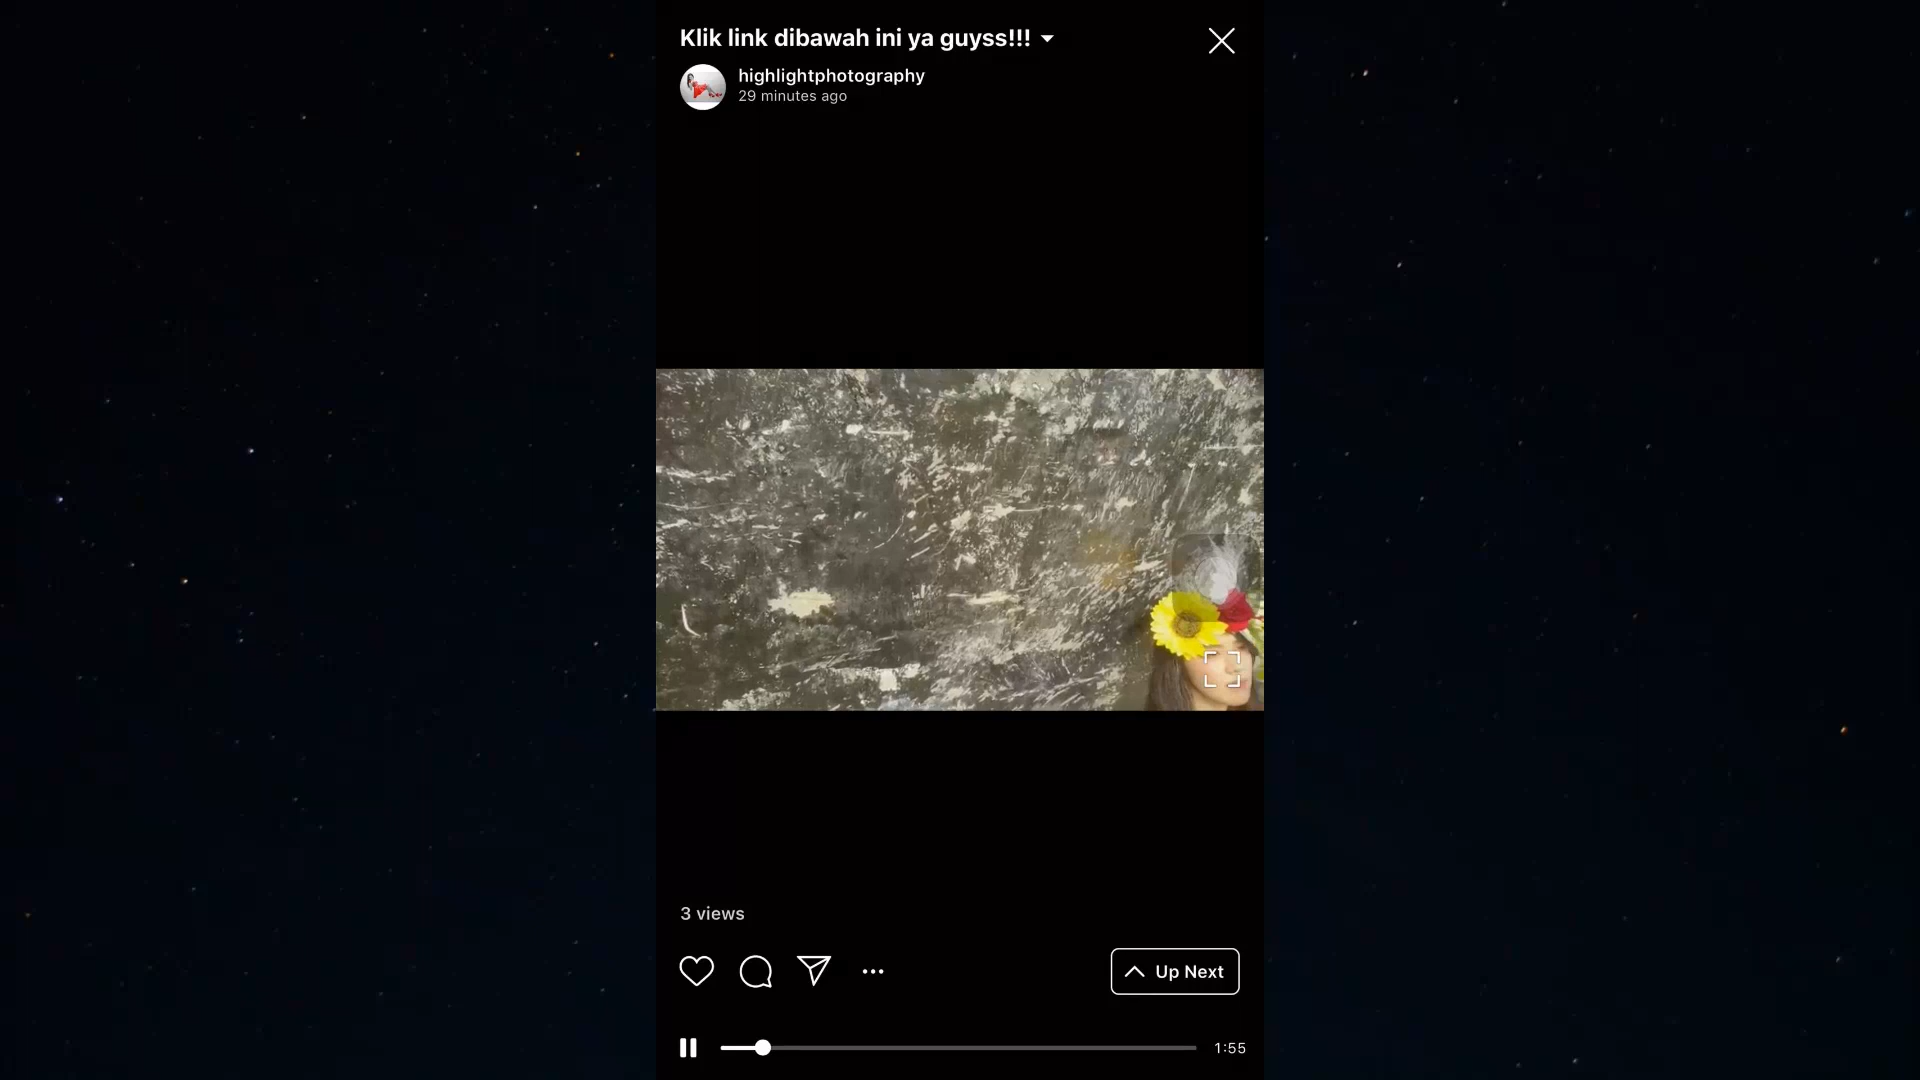 Klik link dibawah ini ya guyss!!!
highlightphotography
29 minutes ago
3 views
Up Next
1:55